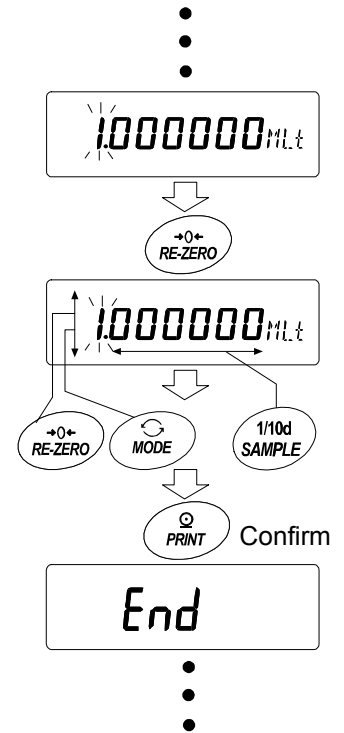 1.000000 MLt
→0←
RE-ZERO
1.000000 MLt
→0←
RE-ZERO
MODE
1/10d
SAMPLE
PRINT
Confirm
End